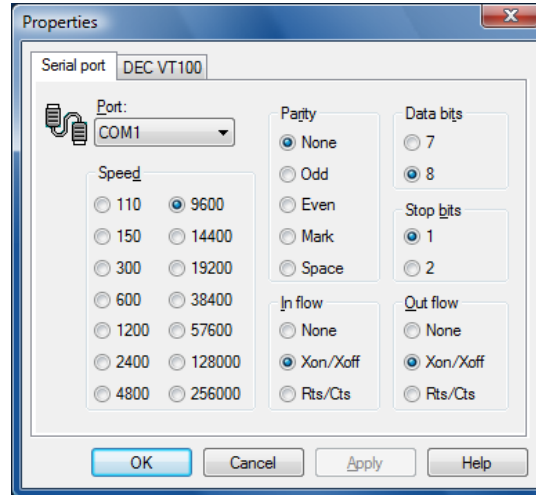 Properties
Serial port
DEC VT100
Port:
COM1
Speed
110
150
300
600
1200
2400
4800
9600
14400
19200
38400
57600
128000
256000
Parity
None
Odd
Even
Mark
Space
Data bits
7
8
Stop bits
1
2
In flow
None
Xon/Xoff
Rts/Cts
Out flow
None
Xon/Xoff
Rts/Cts
OK
Cancel
Apply
Help